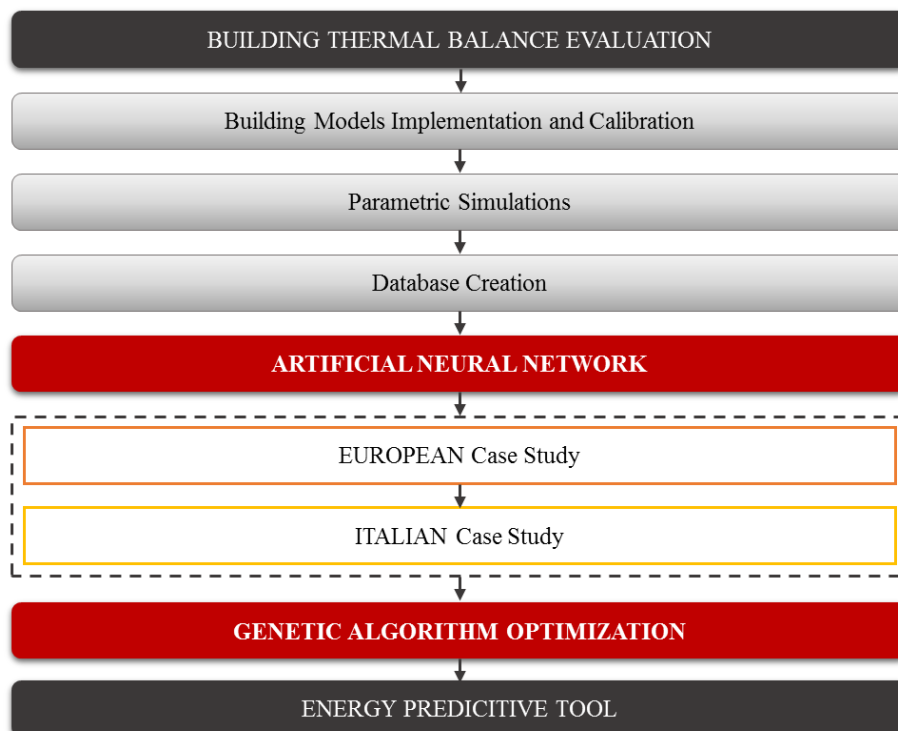 BUILDING THERMAL BALANCE EVALUATION
Building Models Implementation and Calibration
Parametric Simulations
Database Creation
ARTIFICIAL NEURAL NETWORK
EUROPEAN Case Study
ITALIAN Case Study
GENETIC ALGORITHM OPTIMIZATION
ENERGY PREDICITIVE TOOL